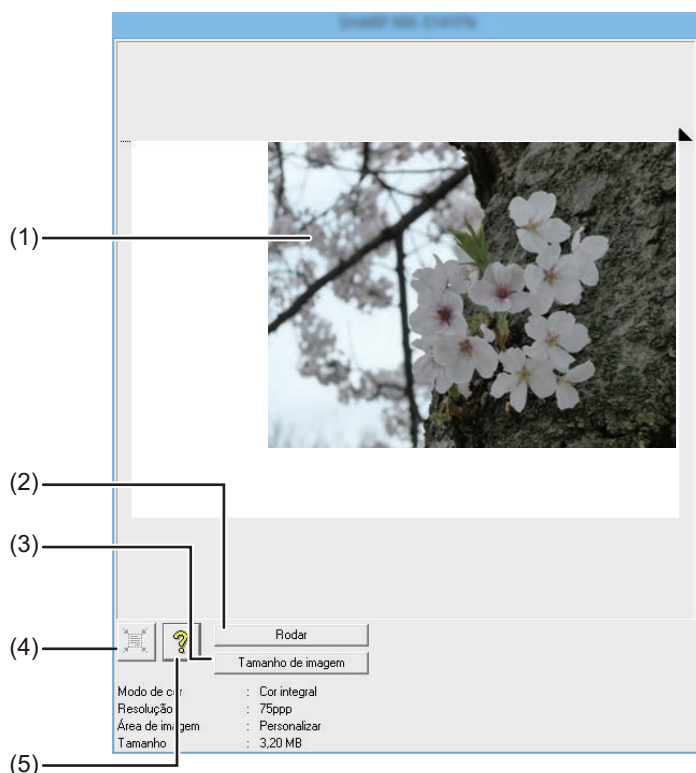 (1)
(2)
(3)
(4)
(5)
Rodar
Tamanho de imagem
Modo de cor : Cor integral
Resolução : 75ppp
Área de imagem : Personalizar
Tamanho : 3,20 MB